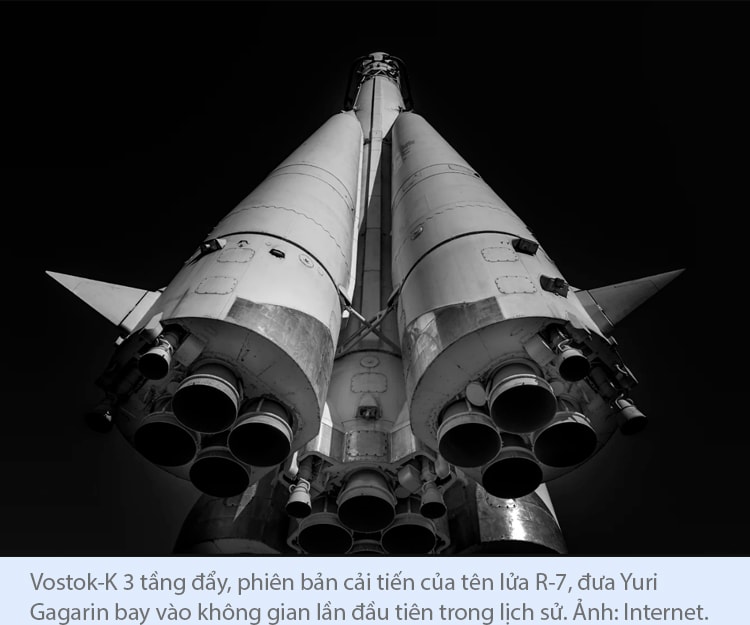 Vostok-K 3 tầng đẩy, phiên bản cải tiến của tên lửa R-7, đưa Yuri
Gagarin bay vào không gian lần đầu tiên trong lịch sử. Ảnh: Internet.